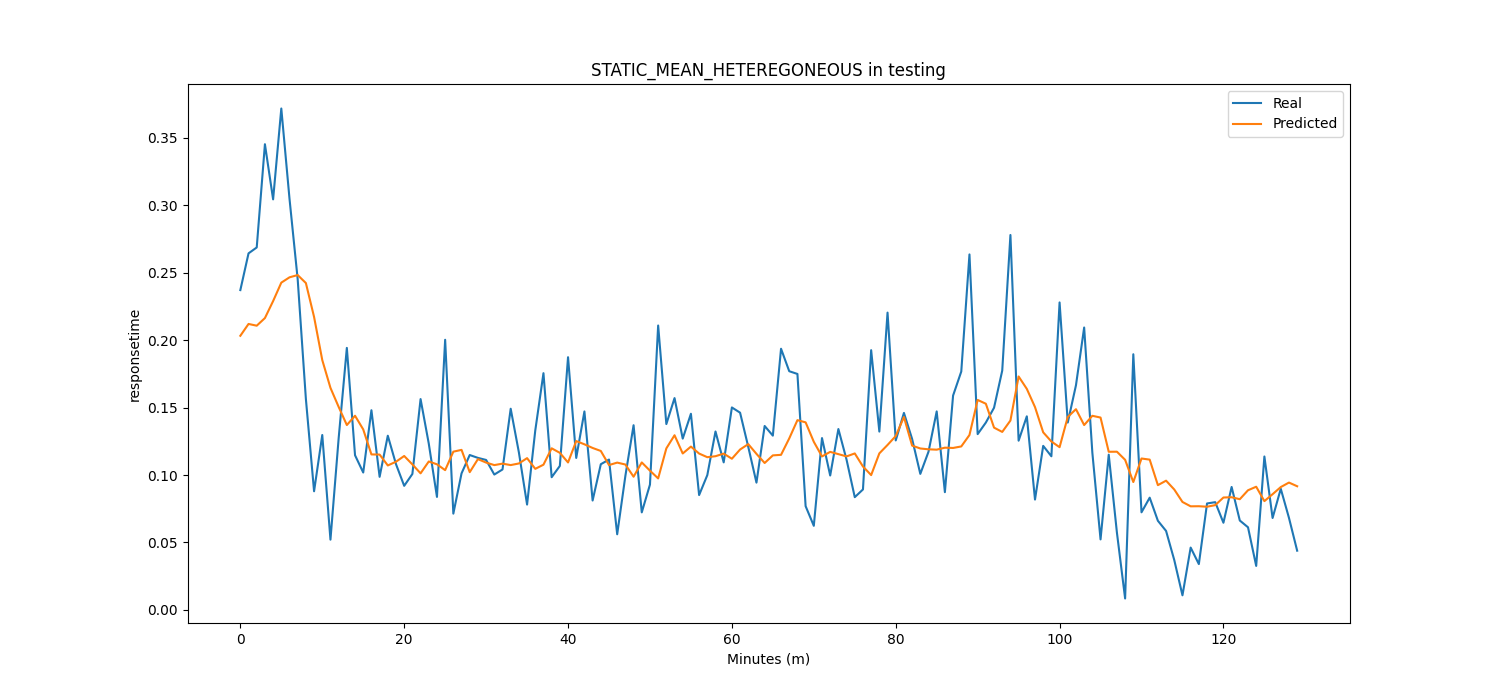 STATIC_MEAN_HETEREGONEOUS in testing
Real
Predicted
responsetime
0.35
0.30
0.25
0.20
0.15
0.10
0.05
0.00
0 20 40 60 80 100 120
Minutes (m)